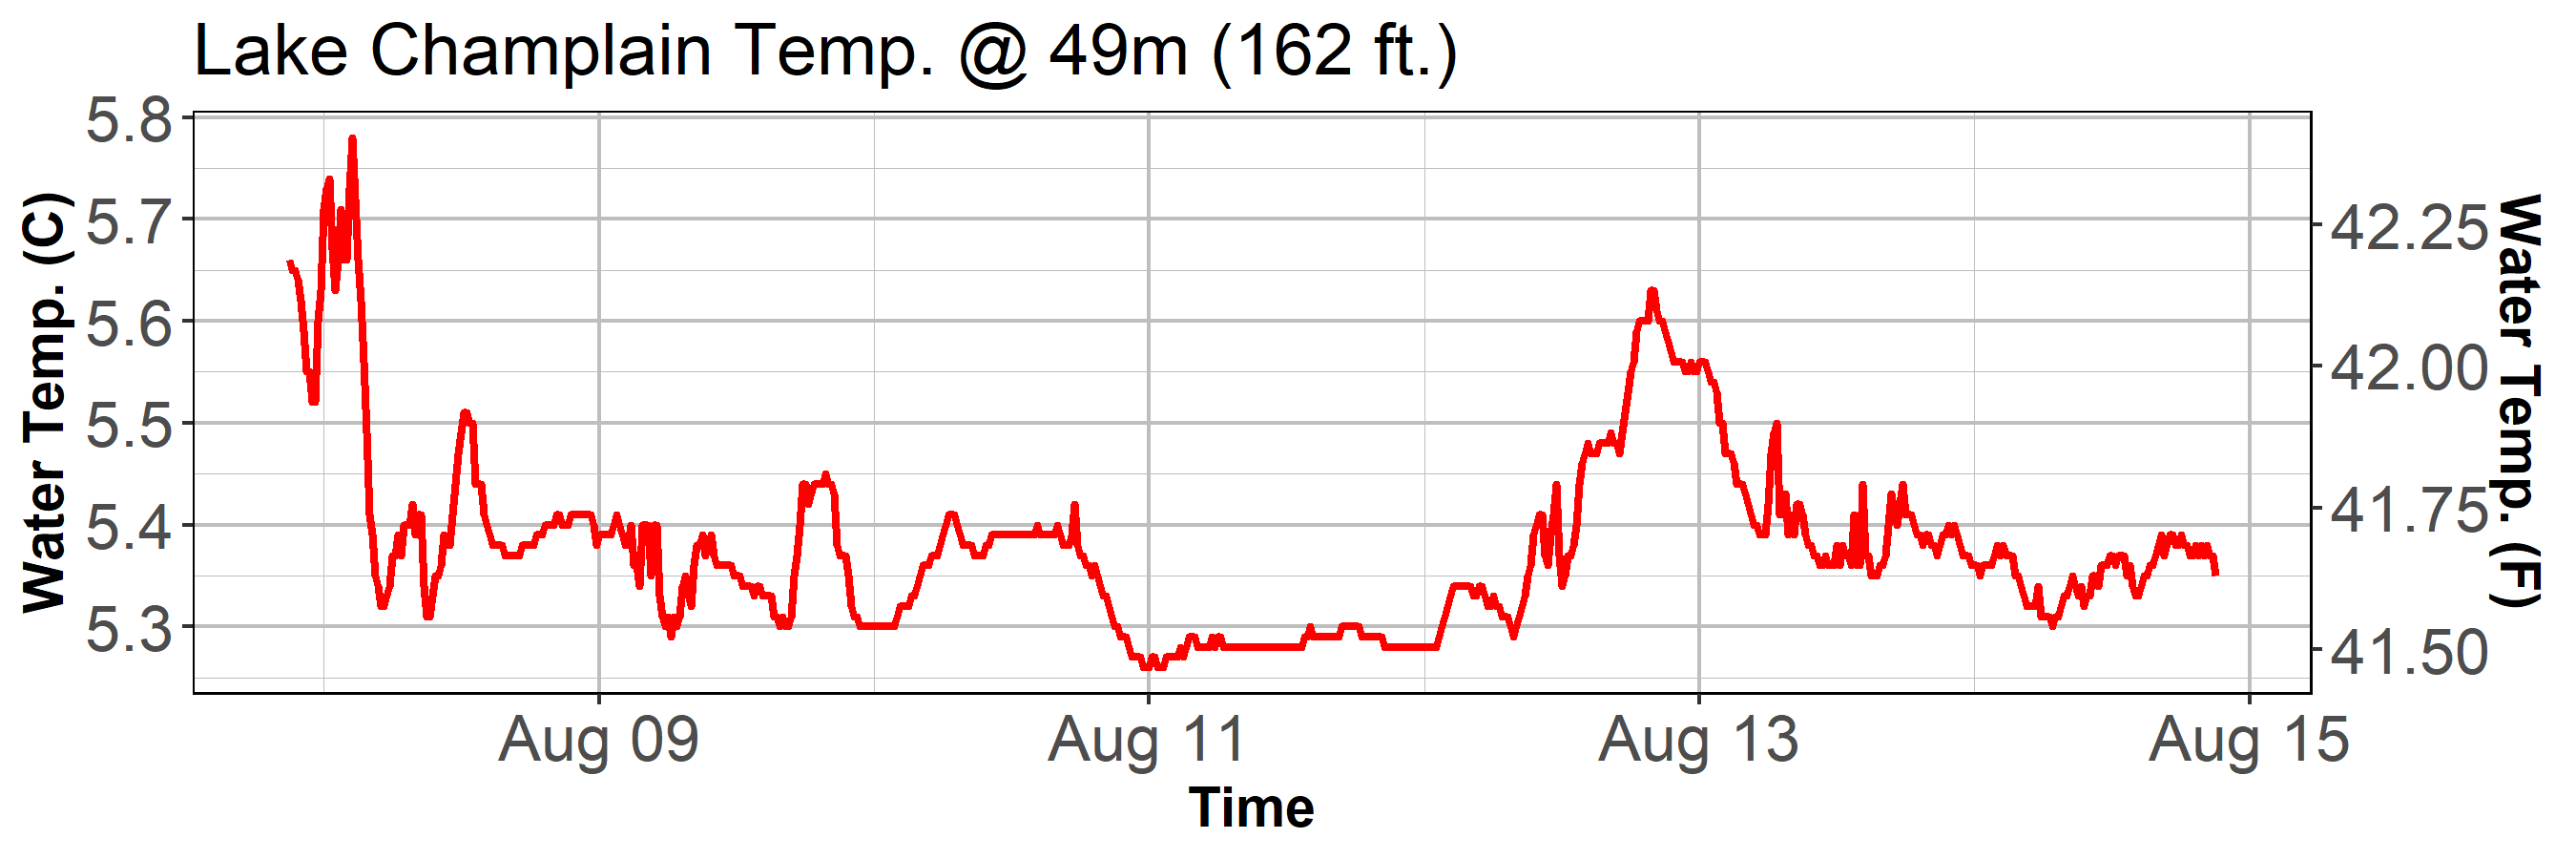 Lake Champlain Temp. @ 49m (162 ft.)
Water Temp. (C)
5.8
5.7
5.6
5.5
5.4
5.3
42.25
42.00
41.75
41.50
Water Temp. (F)
Aug 09
Aug 11
Aug 13
Aug 15
Time